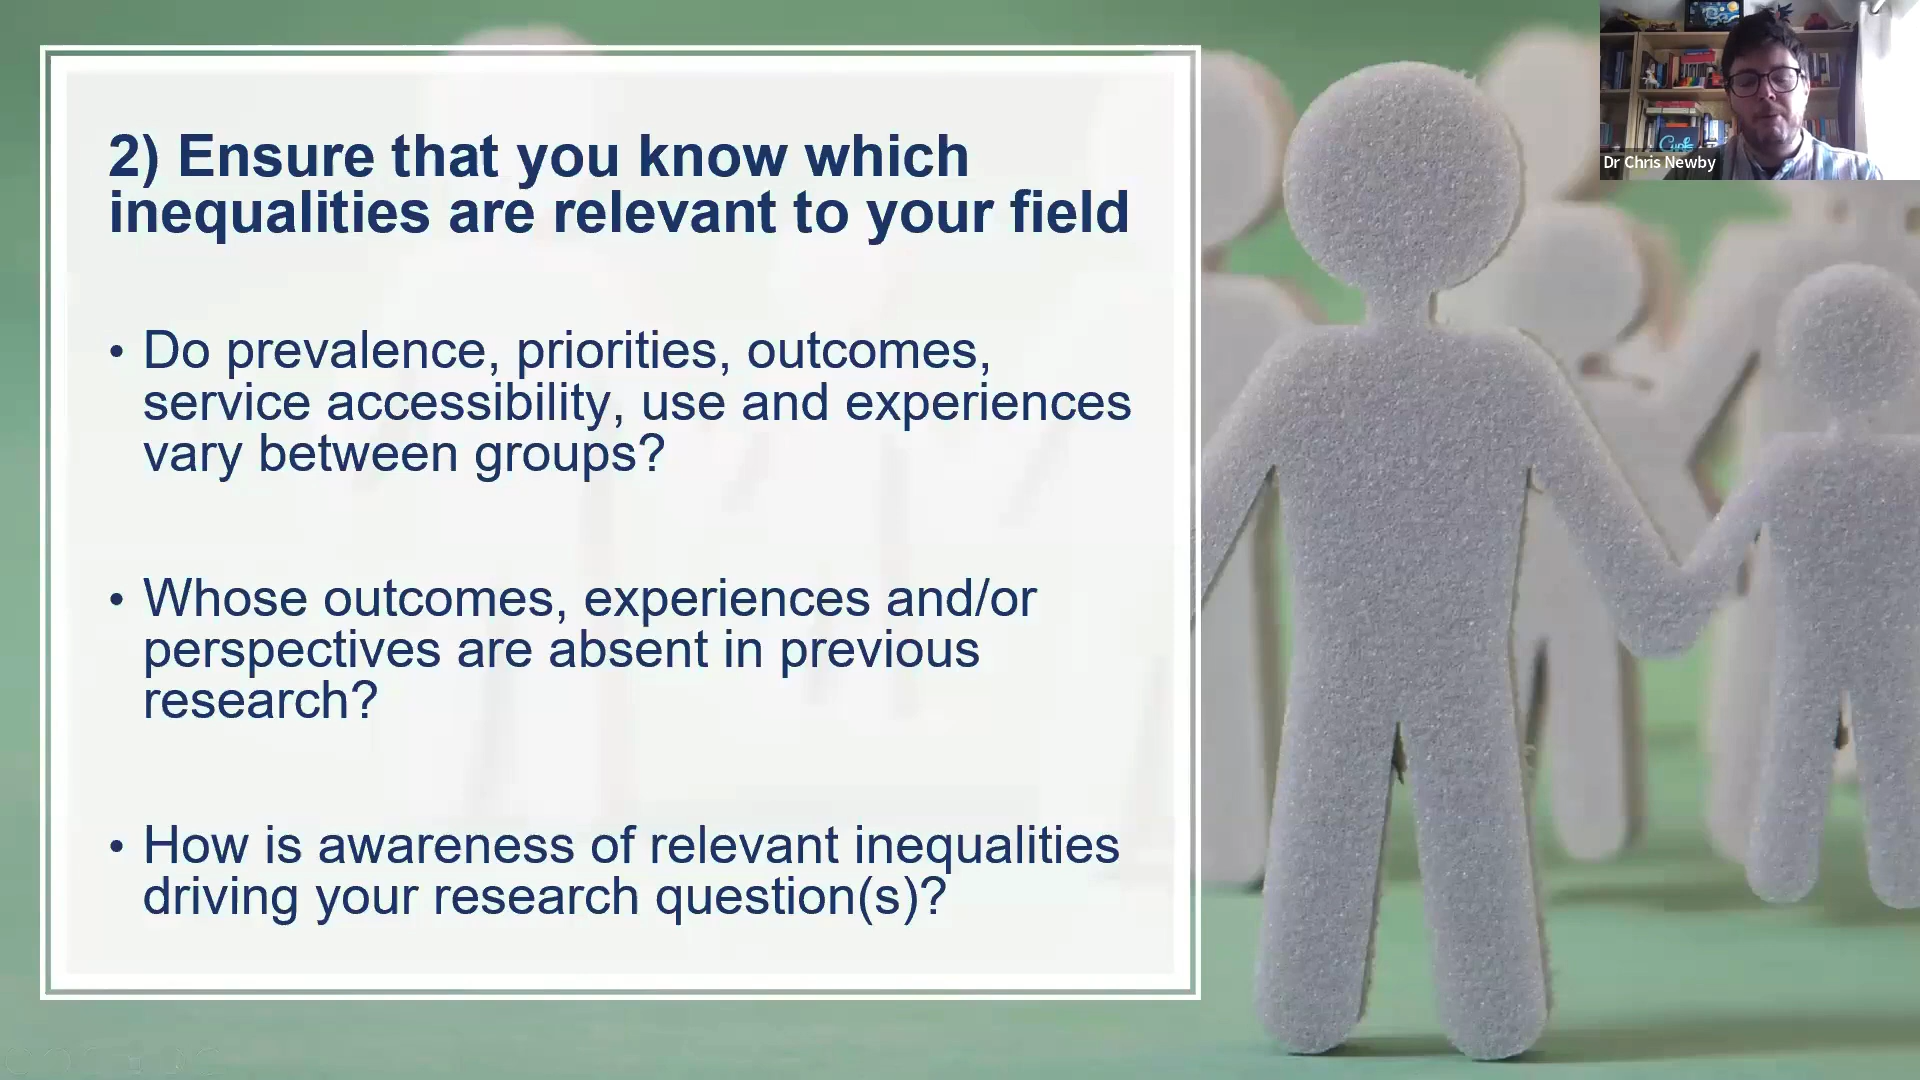 2) Ensure that you know which
inequalities are relevant to your field
• Do prevalence, priorities, outcomes,
service accessibility, use and experiences
vary between groups?
• Whose outcomes, experiences and/or
perspectives are absent in previous
research?
• How is awareness of relevant inequalities
driving your research question(s)?
Dr Chris Newby